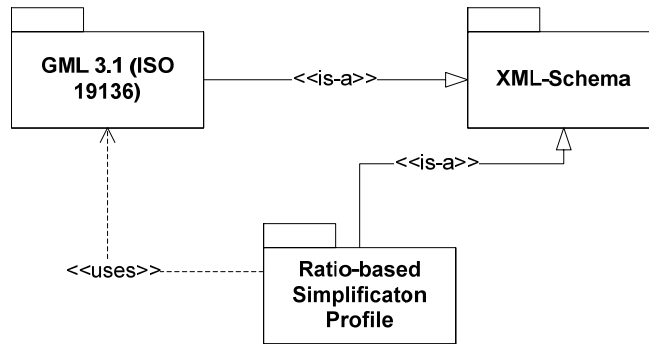 GML 3.1 (ISO
19136)
<<is-a>>
XML-Schema
<<is-a>>
<<uses>>
Ratio-based
Simplificaton
Profile